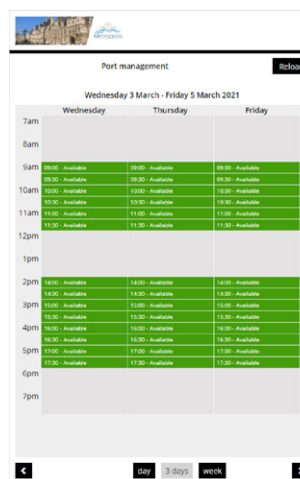 Port management
Reload
Wednesday 3 March - Friday 5 March 2021
Wednesday Thursday Friday
7am
8am
9am 09:00 - Available 09:00 - Available 09:00 - Available
09:30 - Available 09:30 - Available 09:30 - Available
10am 10:00 - Available 10:00 - Available 10:00 - Available
10:30 - Available 10:30 - Available 10:30 - Available
11am 11:00 - Available 11:00 - Available 11:00 - Available
11:30 - Available 11:30 - Available 11:30 - Available
12pm
1pm
2pm 14:00 - Available 14:00 - Available 14:00 - Available
14:30 - Available 14:30 - Available 14:30 - Available
3pm 15:00 - Available 15:00 - Available 15:00 - Available
15:30 - Available 15:30 - Available 15:30 - Available
4pm 16:00 - Available 16:00 - Available 16:00 - Available
16:30 - Available 16:30 - Available 16:30 - Available
5pm 17:00 - Available 17:00 - Available 17:00 - Available
17:30 - Available 17:30 - Available 17:30 - Available
6pm
7pm
day 3 days week